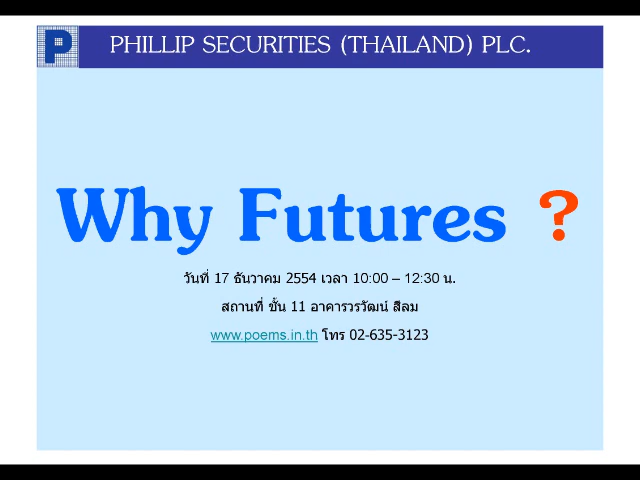 P
PHILLIP SECURITIES (THAILAND) PLC.
Why Futures ?
วันที่ 17 ธันวาคม 2554 เวลา 10:00 – 12:30 น.
สถานที่ ชั้น 11 อาคารวรวัฒน์ สีลม
www.poems.in.th โทร 02-635-3123